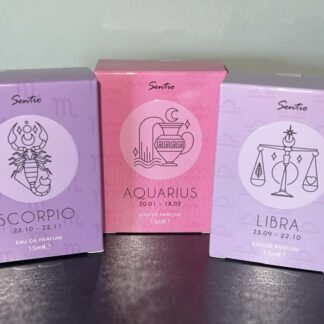 Sentio
SCORPIO
23.10 - 22.11
EAU DE PARFUM
15ml ℮
Sentio
AQUARIUS
20.01 - 18.02
EAU DE PARFUM
15ml ℮
Sentio
LIBRA
23.09 - 22.10
EAU DE PARFUM
15ml ℮